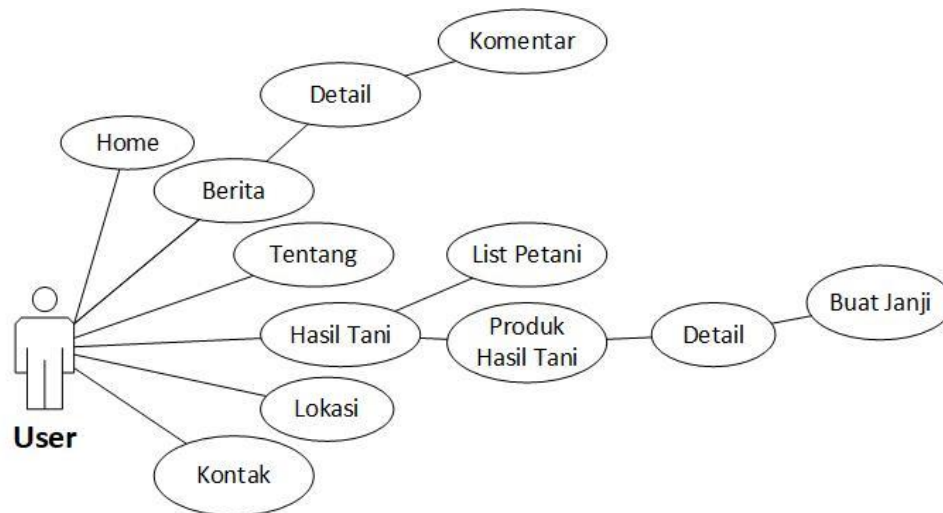 Komentar
Detail
Home
Berita
Tentang
List Petani
Hasil Tani
Produk
Hasil Tani
Detail
Buat Janji
Lokasi
User
Kontak